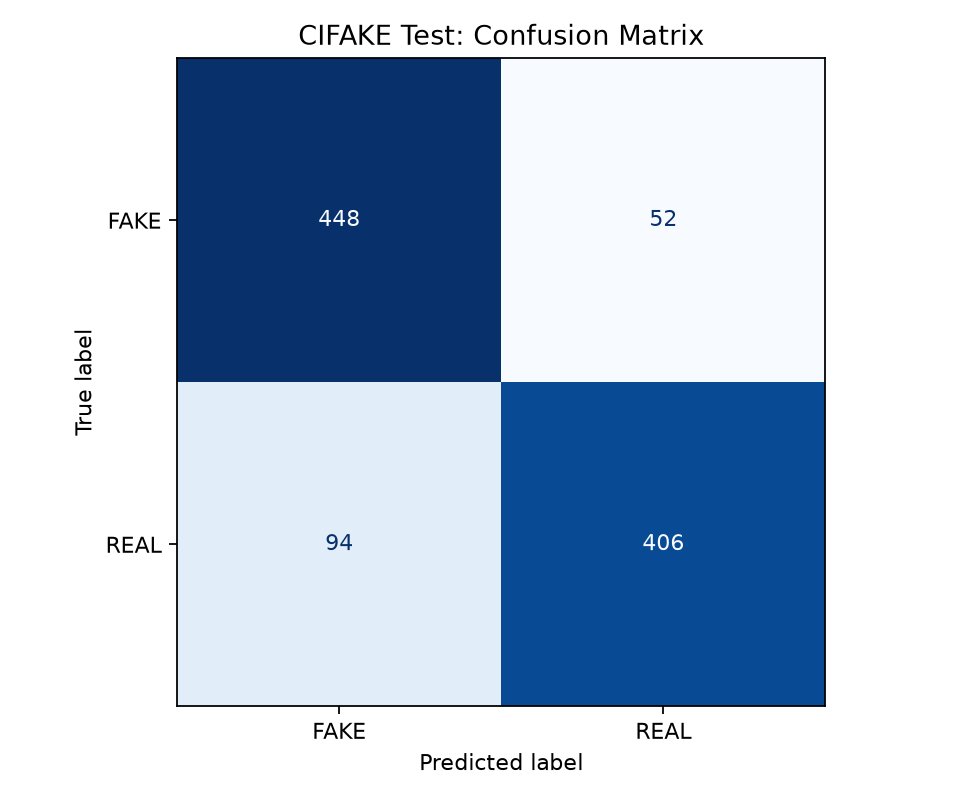 CIFAKE Test: Confusion Matrix
448
52
FAKE
True label
94
406
REAL
FAKE
REAL
Predicted label